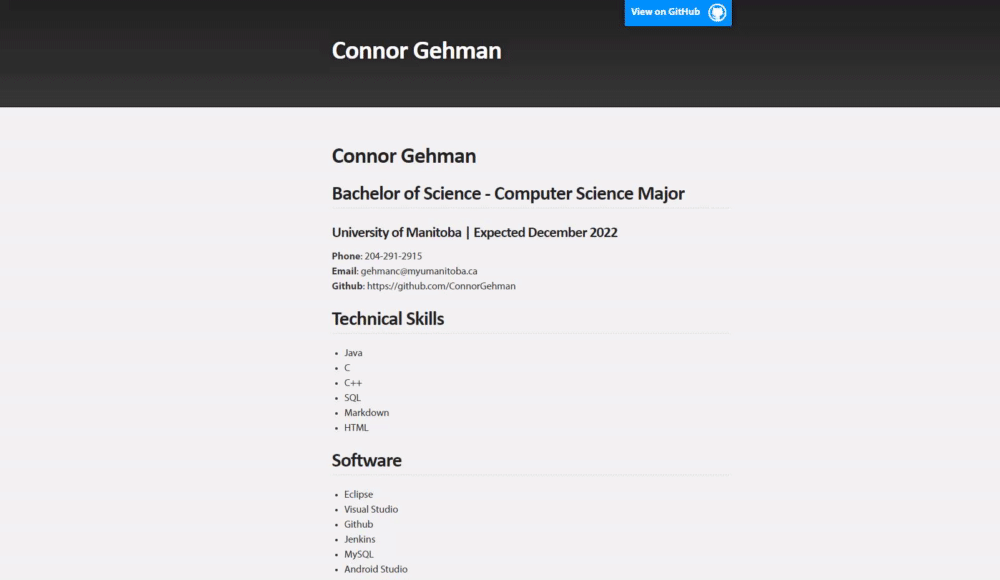 View on GitHub
Connor Gehman
Connor Gehman
Bachelor of Science - Computer Science Major
University of Manitoba | Expected December 2022
Phone: 204-291-2915
Email: gehmanc@myumanitoba.ca
Github: https://github.com/ConnorGehman
Technical Skills
• Java
• C
• C++
• SQL
• Markdown
• HTML
Software
• Eclipse
• Visual Studio
• Github
• Jenkins
• MySQL
• Android Studio